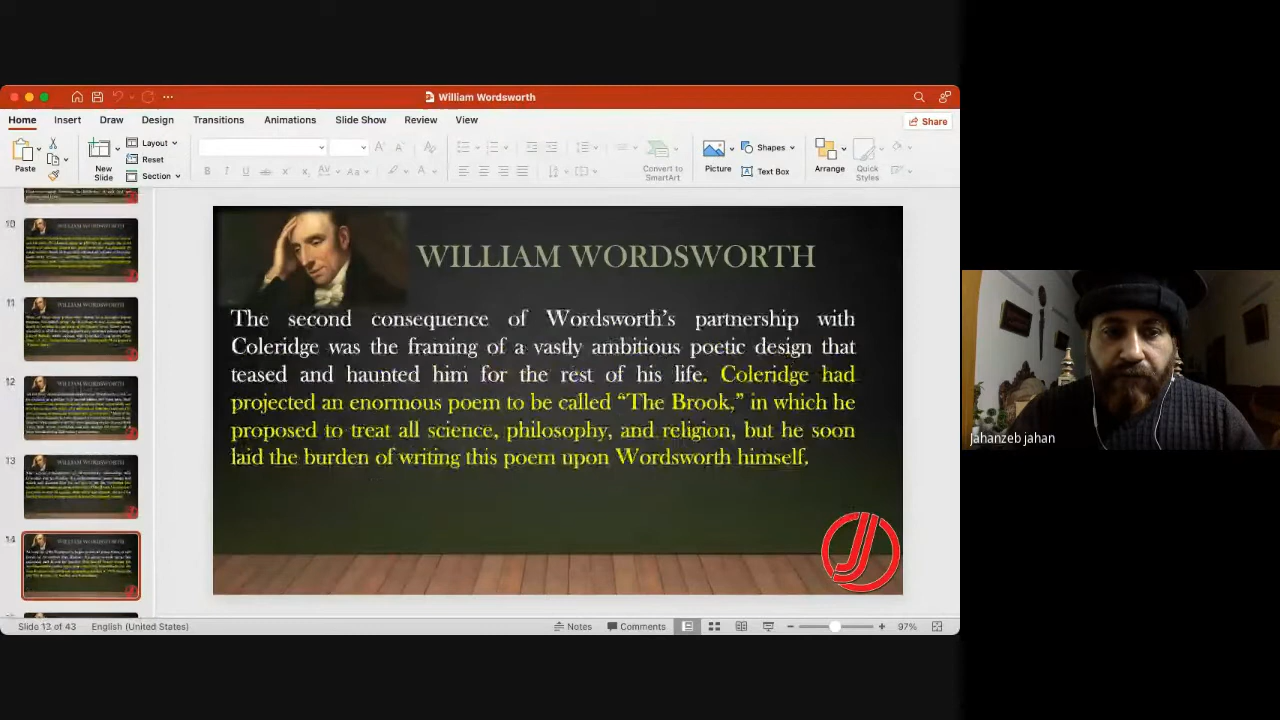 William Wordsworth
Home Insert Draw Design Transitions Animations Slide Show Review View Share
Paste New Slide Layout Reset Section Convert to SmartArt Picture Shapes Text Box Arrange Quick Styles
10
11
12
13
14
WILLIAM WORDSWORTH
The second consequence of Wordsworth's partnership with
Coleridge was the framing of a vastly ambitious poetic design that
teased and haunted him for the rest of his life. Coleridge had
projected an enormous poem to be called “The Brook,” in which he
proposed to treat all science, philosophy, and religion, but he soon
laid the burden of writing this poem upon Wordsworth himself.
Jahanzeb jahan
Slide 13 of 43 English (United States) Notes Comments 97%